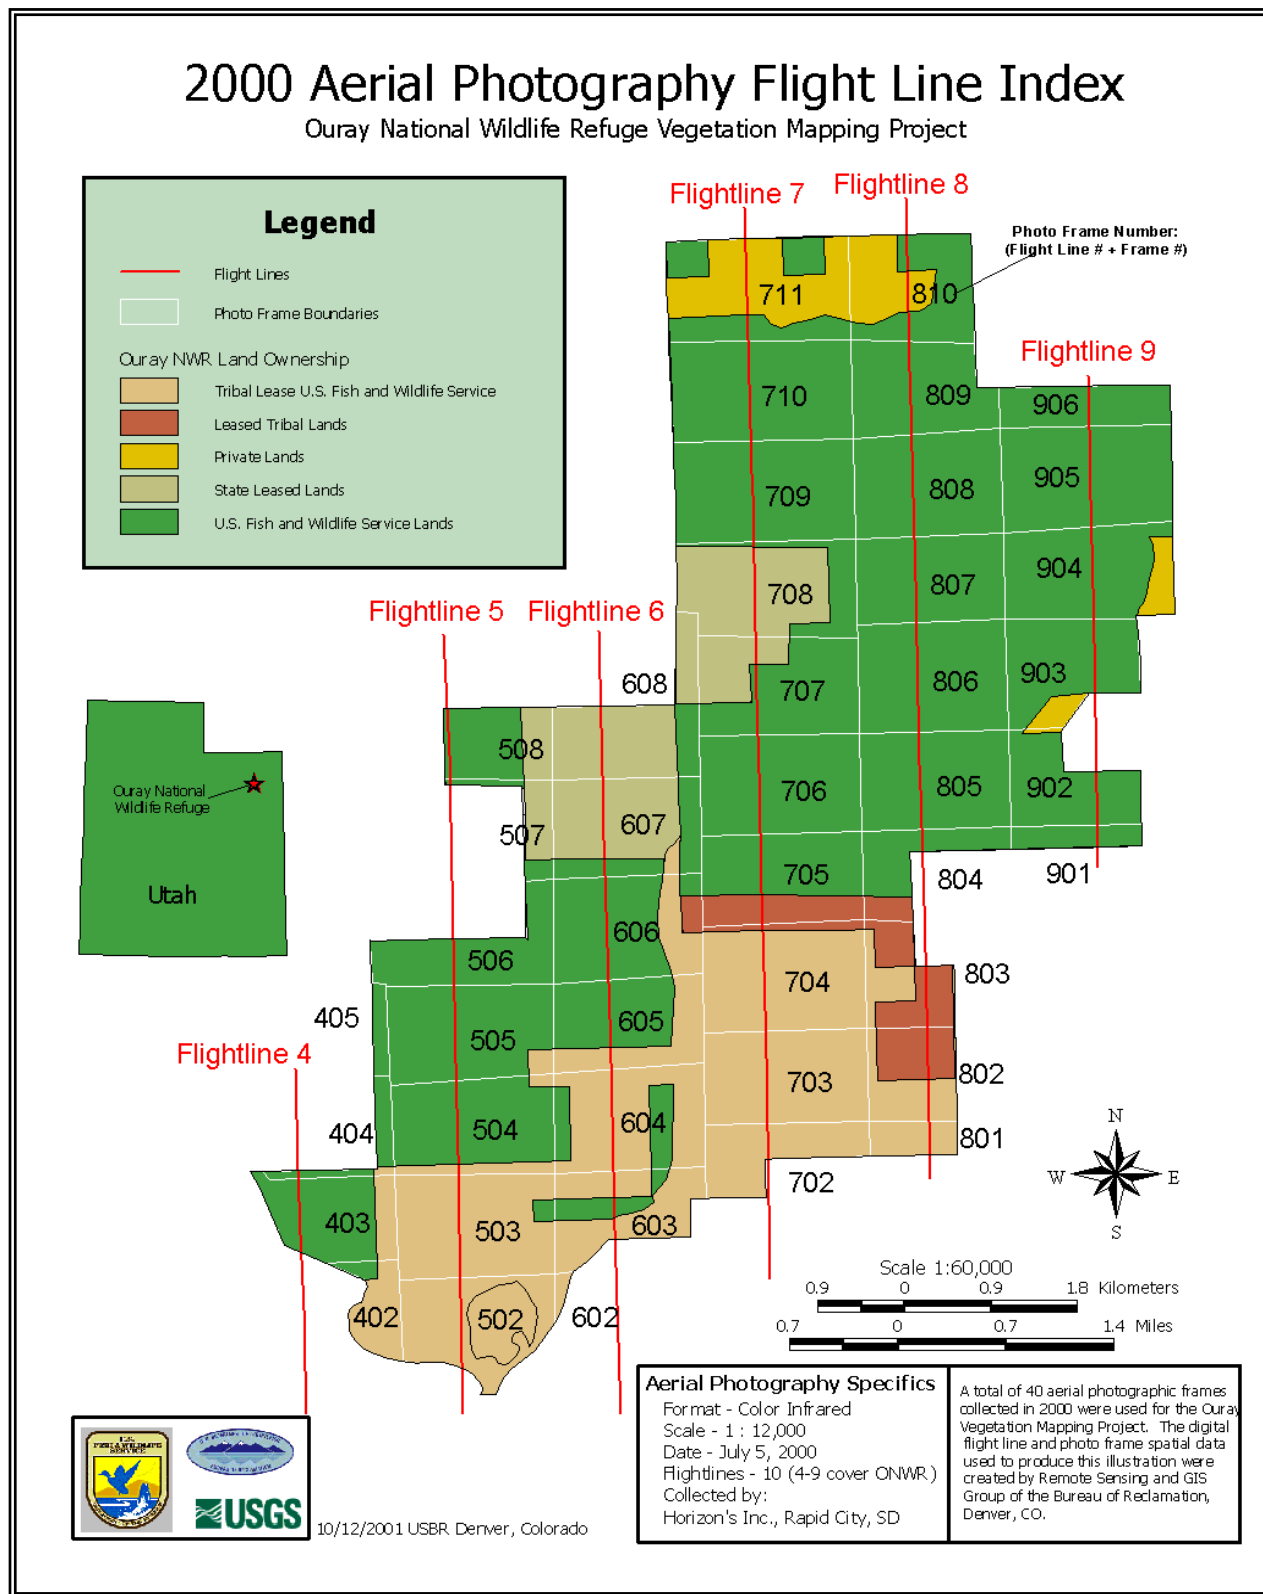 2000 Aerial Photography Flight Line Index
Ouray National Wildlife Refuge Vegetation Mapping Project
Legend
Flight Lines
Photo Frame Boundaries
Ouray NWR Land Ownership
Tribal Lease U.S. Fish and Wildlife Service
Leased Tribal Lands
Private Lands
State Leased Lands
U.S. Fish and Wildlife Service Lands
Flightline 7
Flightline 8
Photo Frame Number:
(Flight Line # + Frame #)
711
810
Flightline 9
710
809
906
709
808
905
708
807
904
Flightline 5
Flightline 6
608
707
806
903
508
706
805
902
507
607
705
804
901
606
506
704
803
405
505
605
Flightline 4
703
802
404
504
604
801
702
403
503
603
402
502
602
Ouray National
Wildlife Refuge
Utah
N
W
E
S
Scale 1:60,000
0.9 0 0.9 1.8 Kilometers
0.7 0 0.7 1.4 Miles
Aerial Photography Specifics
Format - Color Infrared
Scale - 1 : 12,000
Date - July 5, 2000
Flightlines - 10 (4-9 cover ONWR)
Collected by:
Horizon's Inc., Rapid City, SD
A total of 40 aerial photographic frames
collected in 2000 were used for the Ouray
Vegetation Mapping Project. The digital
flight line and photo frame spatial data
used to produce this illustration were
created by Remote Sensing and GIS
Group of the Bureau of Reclamation,
Denver, CO.
U.S.
FISH & WILDLIFE
SERVICE
USGS
10/12/2001 USBR Denver, Colorado